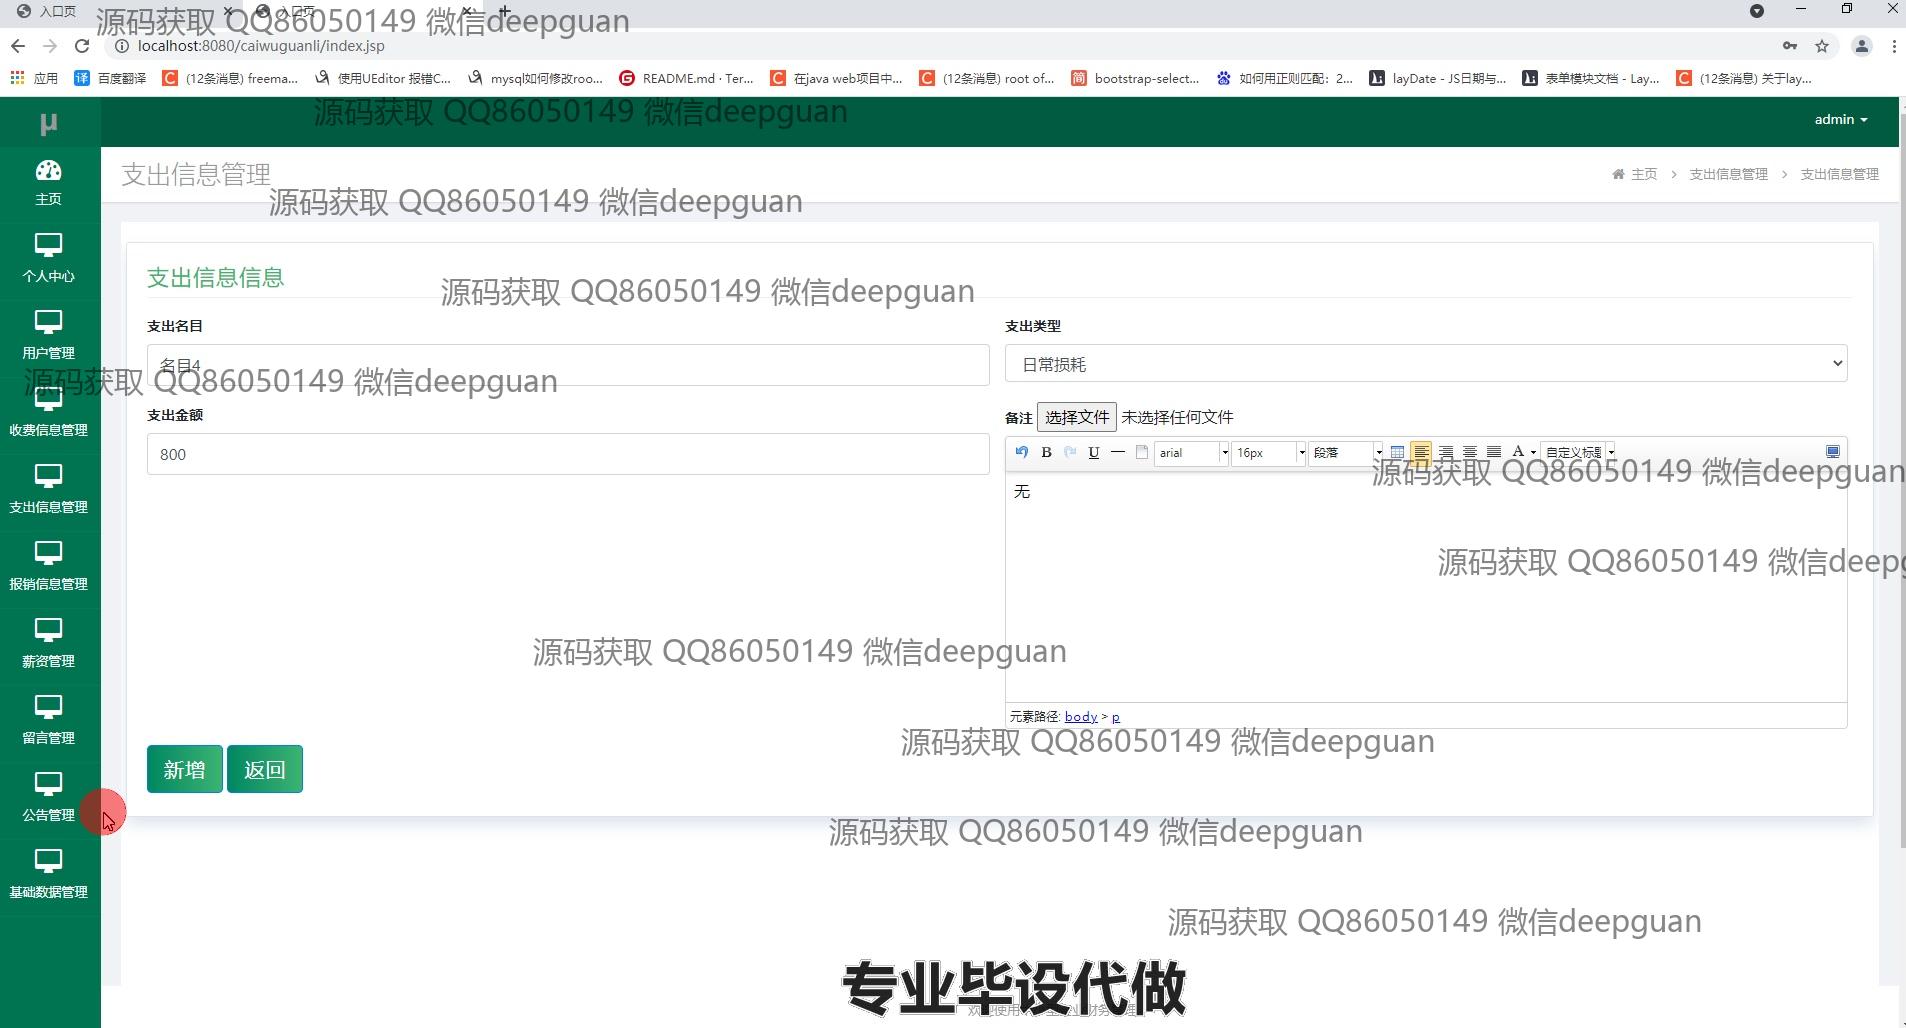 入口页
入口页
源码获取 QQ86050149 微信deepguan
localhost:8080/caiwuguanli/index.jsp
应用
百度翻译
(12条消息) freema...
使用UEditor 报错C...
mysql如何修改roo...
README.md · Ter...
在java web项目中...
(12条消息) root of...
bootstrap-select...
如何用正则匹配：2...
layDate - JS日期与...
表单模块文档 - Lay...
(12条消息) 关于lay...
源码获取 QQ86050149 微信deepguan
μ
admin
主页
个人中心
用户管理
收费信息管理
支出信息管理
报销信息管理
薪资管理
留言管理
公告管理
基础数据管理
支出信息管理
主页 > 支出信息管理 > 支出信息管理
源码获取 QQ86050149 微信deepguan
支出信息信息
源码获取 QQ86050149 微信deepguan
支出名目
名目4
支出类型
日常损耗
源码获取 QQ86050149 微信deepguan
支出金额
800
备注 选择文件 未选择任何文件
B U arial 16px 段落 A 自定义标题
源码获取 QQ86050149 微信deepguan
无
源码获取 QQ86050149 微信deepg
源码获取 QQ86050149 微信deepguan
元素路径: body > p
源码获取 QQ86050149 微信deepguan
新增
返回
源码获取 QQ86050149 微信deepguan
源码获取 QQ86050149 微信deepguan
专业毕设代做